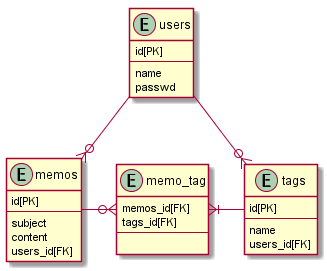 E users
id[PK]
name
passwd
E memos
id[PK]
subject
content
users_id[FK]
E memo_tag
memos_id[FK]
tags_id[FK]
E tags
id[PK]
name
users_id[FK]